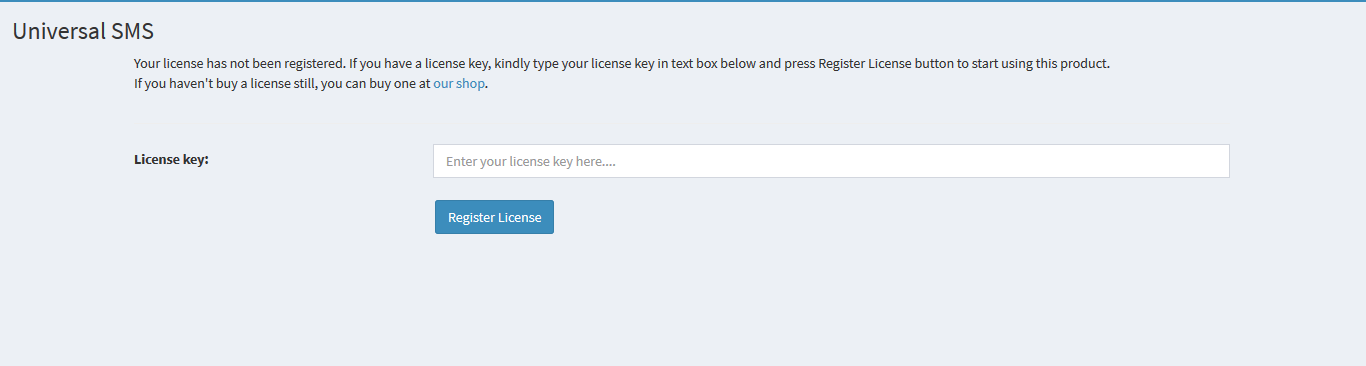 Universal SMS
Your license has not been registered. If you have a license key, kindly type your license key in text box below and press Register License button to start using this product.
If you haven't buy a license still, you can buy one at our shop.
License key:
Enter your license key here....
Register License